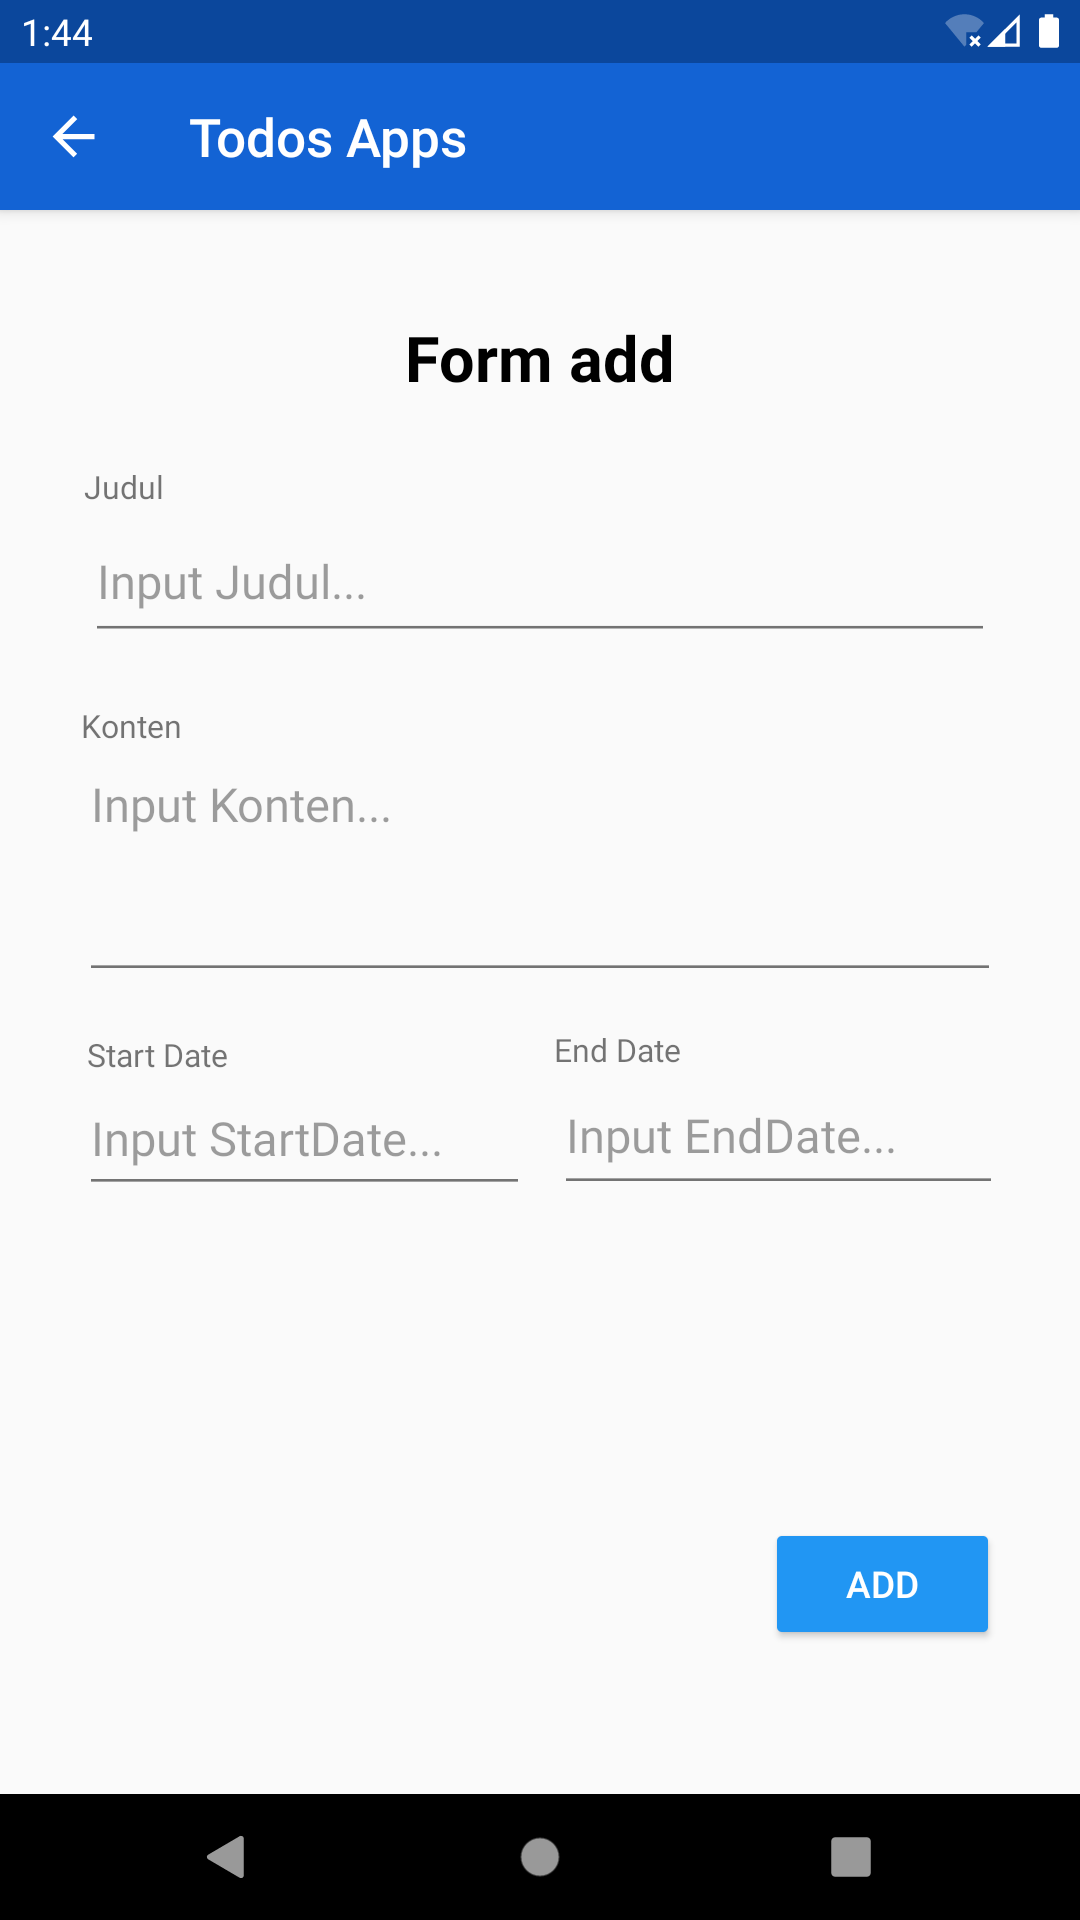 1:44
Todos Apps
Form add
Judul
Input Judul...
Konten
Input Konten...
Start Date
End Date
Input StartDate...
Input EndDate...
ADD